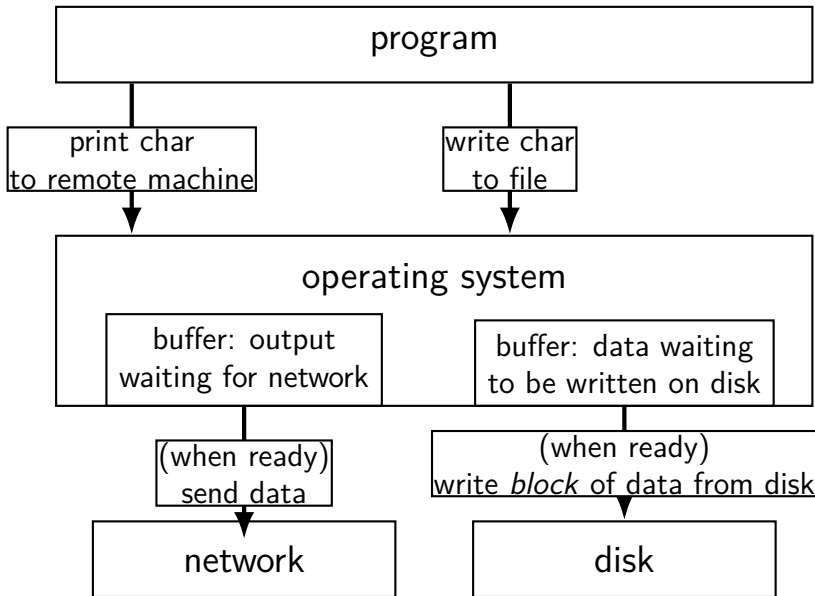 program
print char
to remote machine
write char
to file
operating system
buffer: output
waiting for network
buffer: data waiting
to be written on disk
(when ready)
send data
(when ready)
write block of data from disk
network
disk